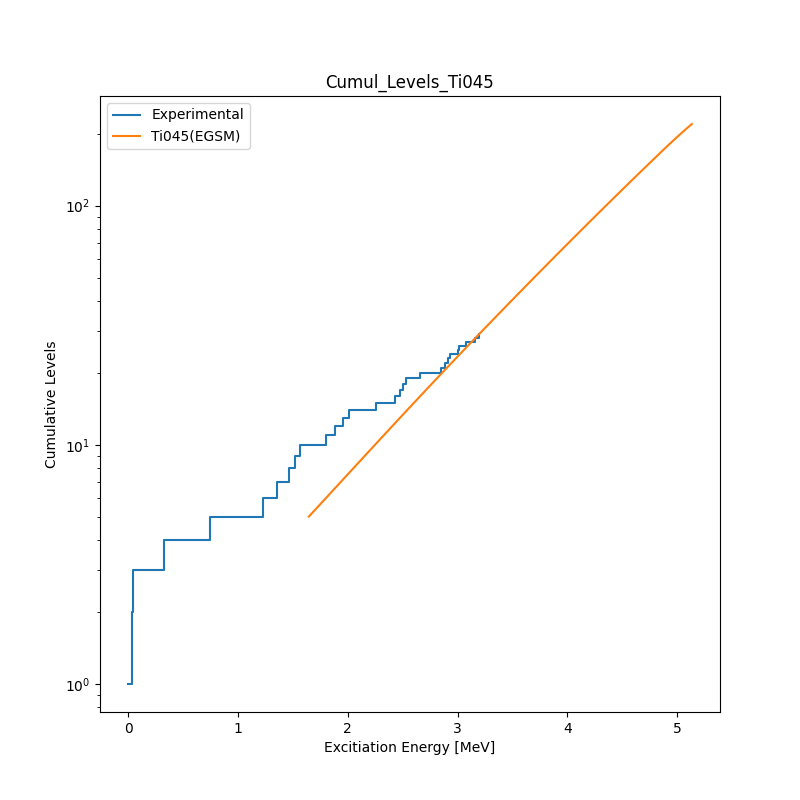 Cumul_Levels_Ti045
Experimental
Ti045(EGSM)
Cumulative Levels
10²
10¹
10⁰
0 1 2 3 4 5
Excitiation Energy [MeV]